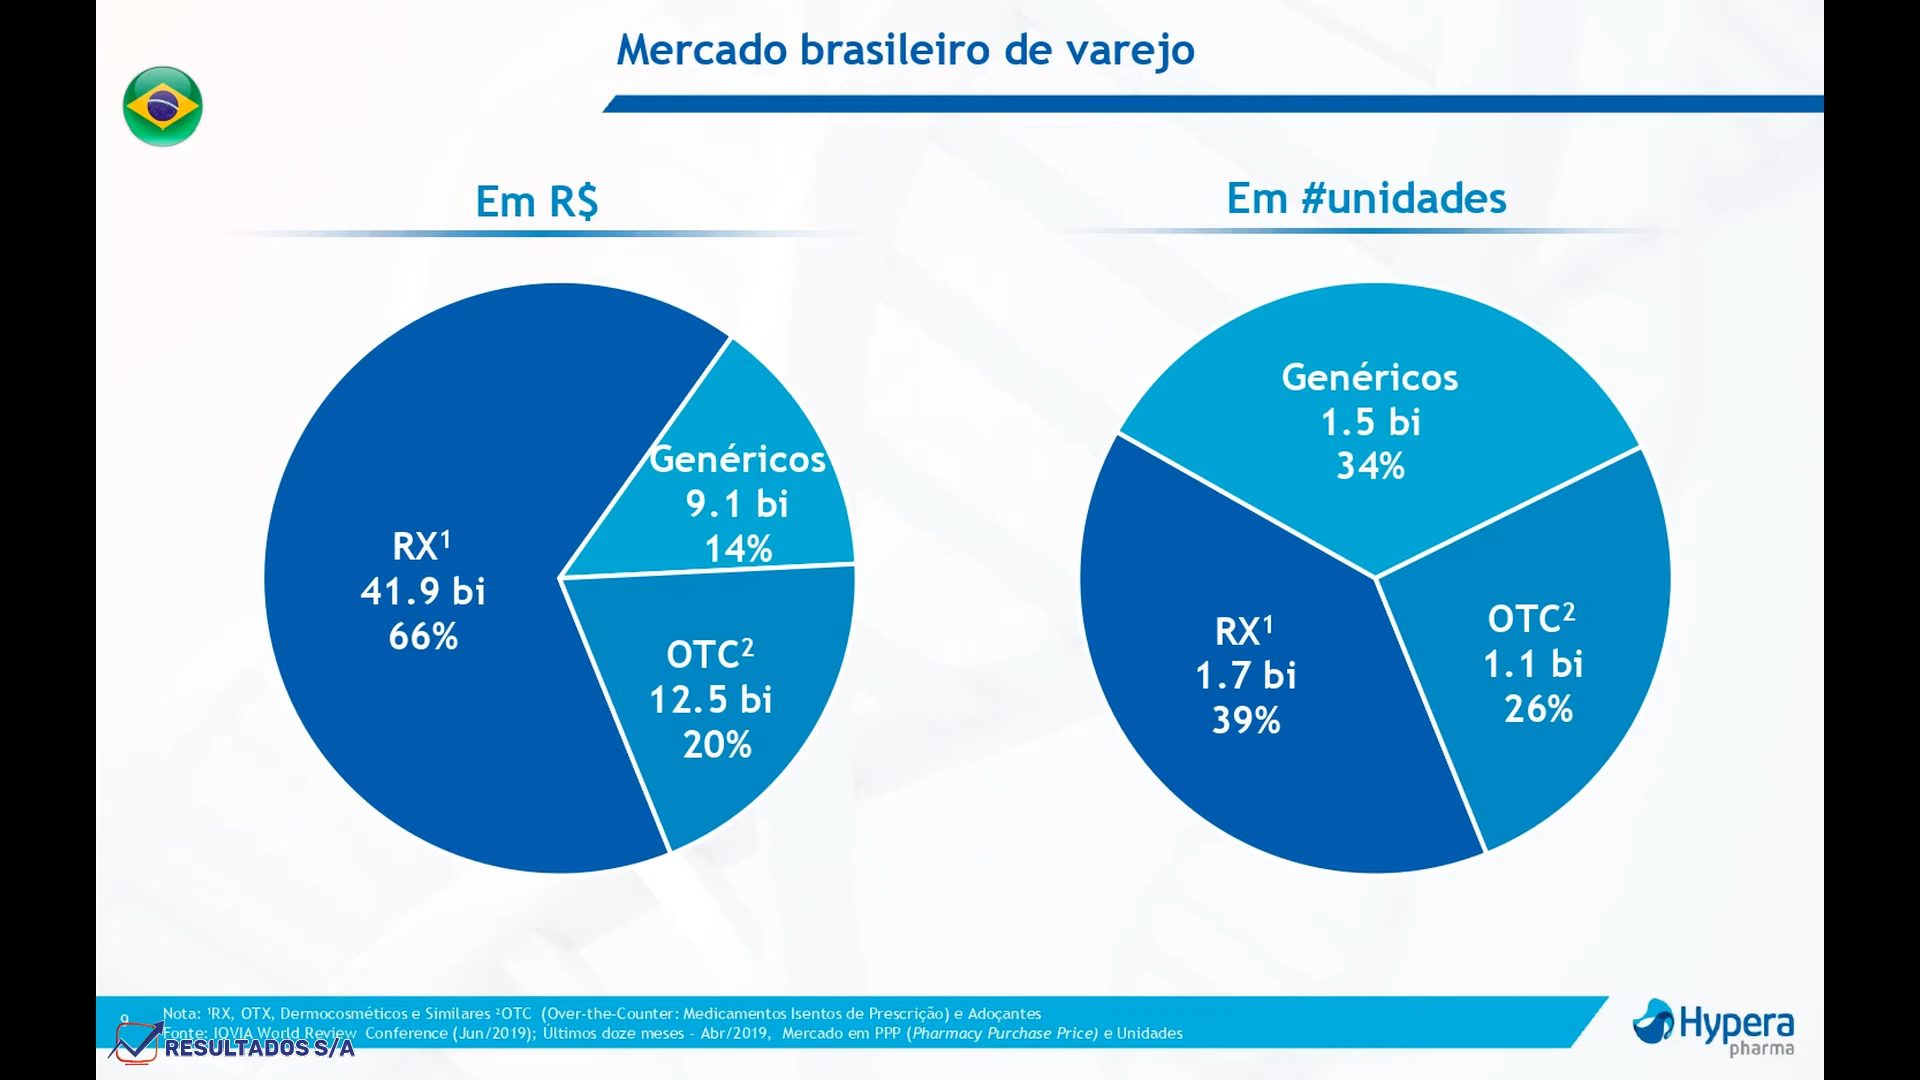 Mercado brasileiro de varejo
Em R$
RX¹
41.9 bi
66%
Genéricos
9.1 bi
14%
OTC²
12.5 bi
20%
Em #unidades
Genéricos
1.5 bi
34%
RX¹
1.7 bi
39%
OTC²
1.1 bi
26%
9
Nota: ¹RX, OTX, Dermocosméticos e Similares ²OTC (Over-the-Counter: Medicamentos Isentos de Prescrição) e Adoçantes
Fonte: IQVIA World Review Conference (Jun/2019); Últimos doze meses - Abr/2019, Mercado em PPP (Pharmacy Purchase Price) e Unidades
RESULTADOS S/A
Hypera
pharma